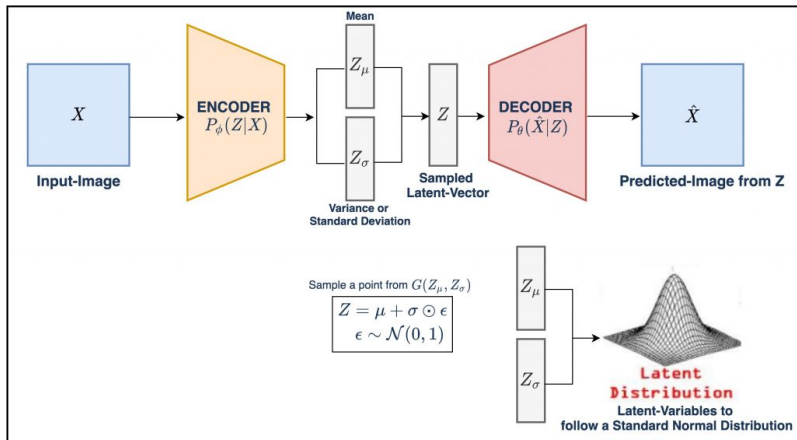 Mean
Z_μ
X
ENCODER
P_ϕ(Z|X)
Z
DECODER
P_θ(X̂|Z)
X̂
Z_σ
Input-Image
Sampled
Latent-Vector
Predicted-Image from Z
Variance or
Standard Deviation
Sample a point from G(Z_μ, Z_σ)
Z = μ + σ ⊙ ϵ
ϵ ∼ 𝒩(0, 1)
Z_μ
Z_σ
Latent
Distribution
Latent-Variables to
follow a Standard Normal Distribution